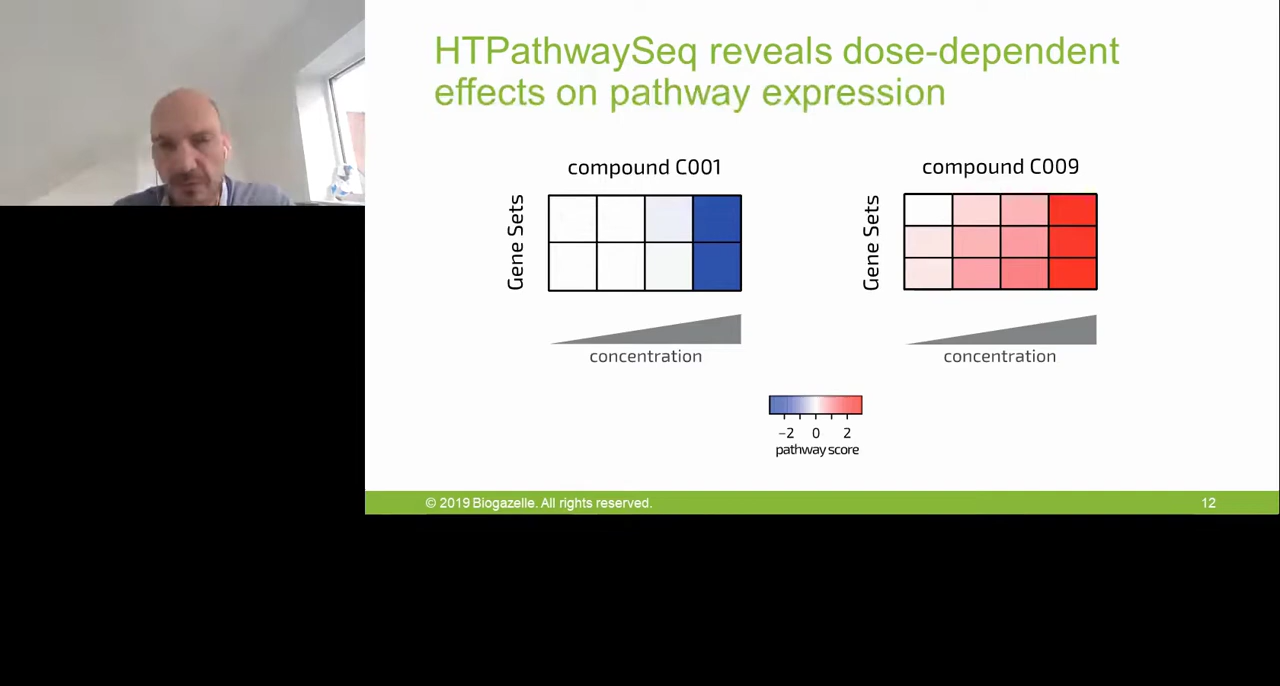 HTPathwaySeq reveals dose-dependent
effects on pathway expression
compound C001
Gene Sets
concentration
compound C009
Gene Sets
concentration
−2 0 2
pathway score
© 2019 Biogazelle. All rights reserved.
12